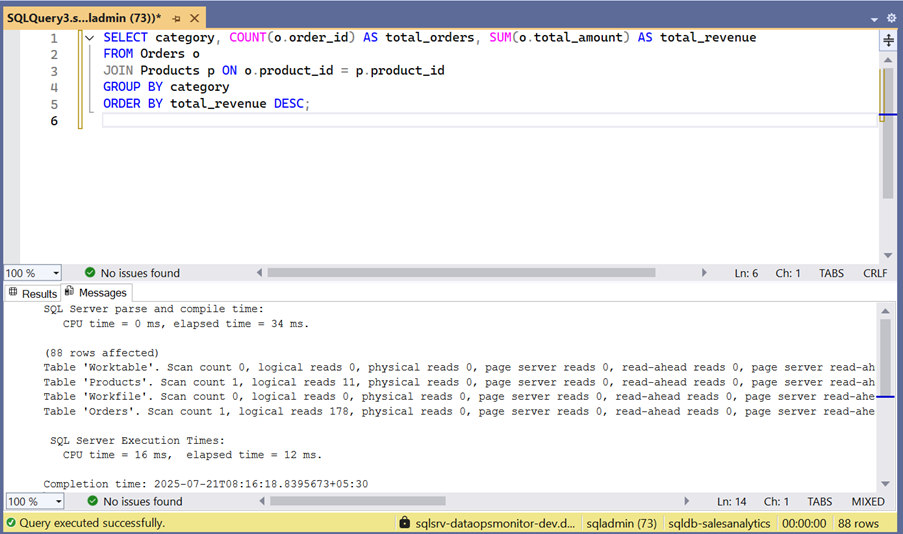 SQLQuery3.s...ladmin (73))*
1 SELECT category, COUNT(o.order_id) AS total_orders, SUM(o.total_amount) AS total_revenue
2 FROM Orders o
3 JOIN Products p ON o.product_id = p.product_id
4 GROUP BY category
5 ORDER BY total_revenue DESC;
6
100 % No issues found Ln: 6 Ch: 1 TABS CRLF
Results Messages
SQL Server parse and compile time:
CPU time = 0 ms, elapsed time = 34 ms.
(88 rows affected)
Table 'Worktable'. Scan count 0, logical reads 0, physical reads 0, page server reads 0, read-ahead reads 0, page server read-ah
Table 'Products'. Scan count 1, logical reads 11, physical reads 0, page server reads 0, read-ahead reads 0, page server read-ah
Table 'Workfile'. Scan count 0, logical reads 0, physical reads 0, page server reads 0, read-ahead reads 0, page server read-ahe
Table 'Orders'. Scan count 1, logical reads 178, physical reads 0, page server reads 0, read-ahead reads 0, page server read-ahe
SQL Server Execution Times:
CPU time = 16 ms, elapsed time = 12 ms.
Completion time: 2025-07-21T08:16:18.8395673+05:30
100 % No issues found Ln: 14 Ch: 1 TABS MIXED
Query executed successfully. sqlsrv-dataopsmonitor-dev.d... sqladmin (73) sqldb-salesanalytics 00:00:00 88 rows